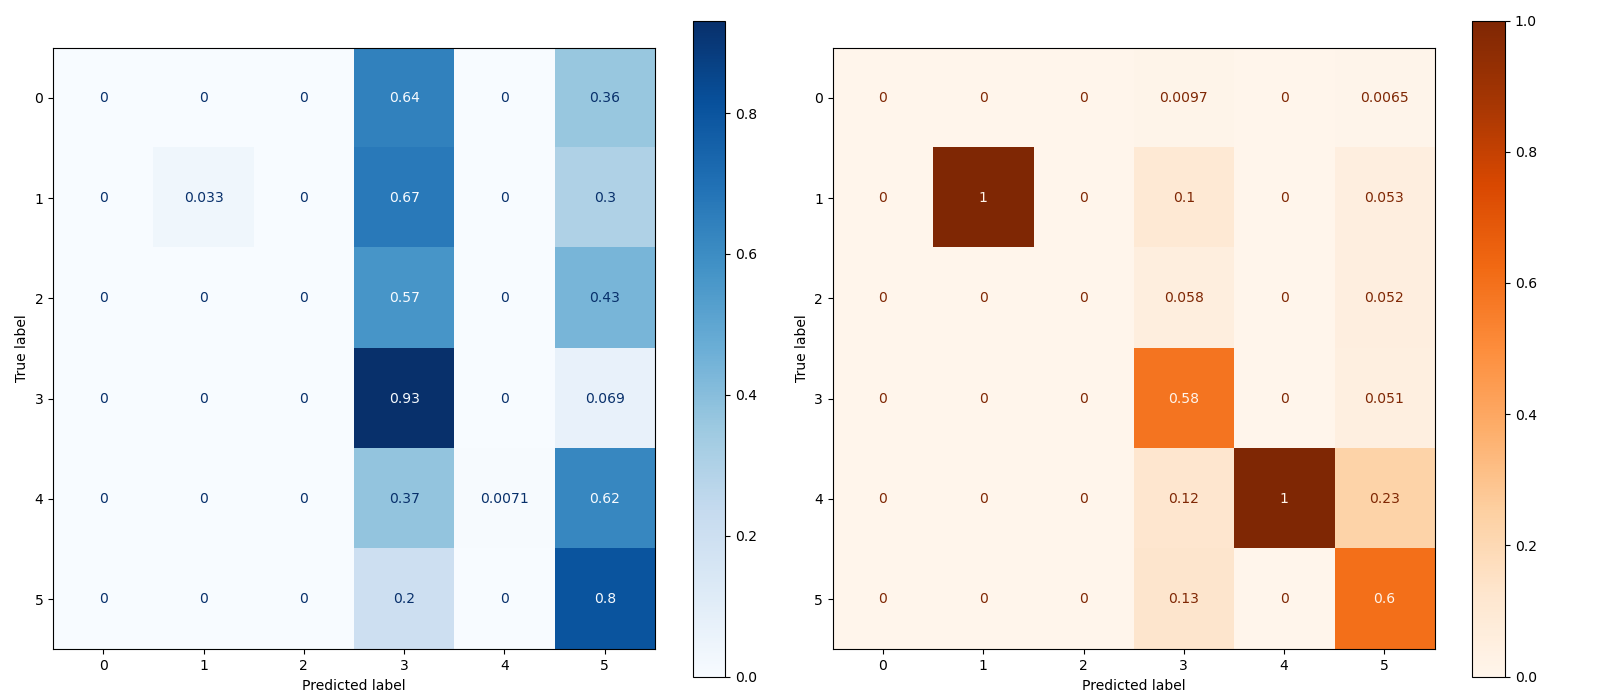 0 0 0 0.64 0 0.36
0 0.033 0 0.67 0 0.3
0 0 0 0.57 0 0.43
0 0 0 0.93 0 0.069
0 0 0 0.37 0.0071 0.62
0 0 0 0.2 0 0.8
0
1
2
3
4
5
True label
0 1 2 3 4 5
Predicted label
0.8
0.6
0.4
0.2
0.0
0 0 0 0.0097 0 0.0065
0 1 0 0.1 0 0.053
0 0 0 0.058 0 0.052
0 0 0 0.58 0 0.051
0 0 0 0.12 1 0.23
0 0 0 0.13 0 0.6
0
1
2
3
4
5
True label
0 1 2 3 4 5
Predicted label
1.0
0.8
0.6
0.4
0.2
0.0